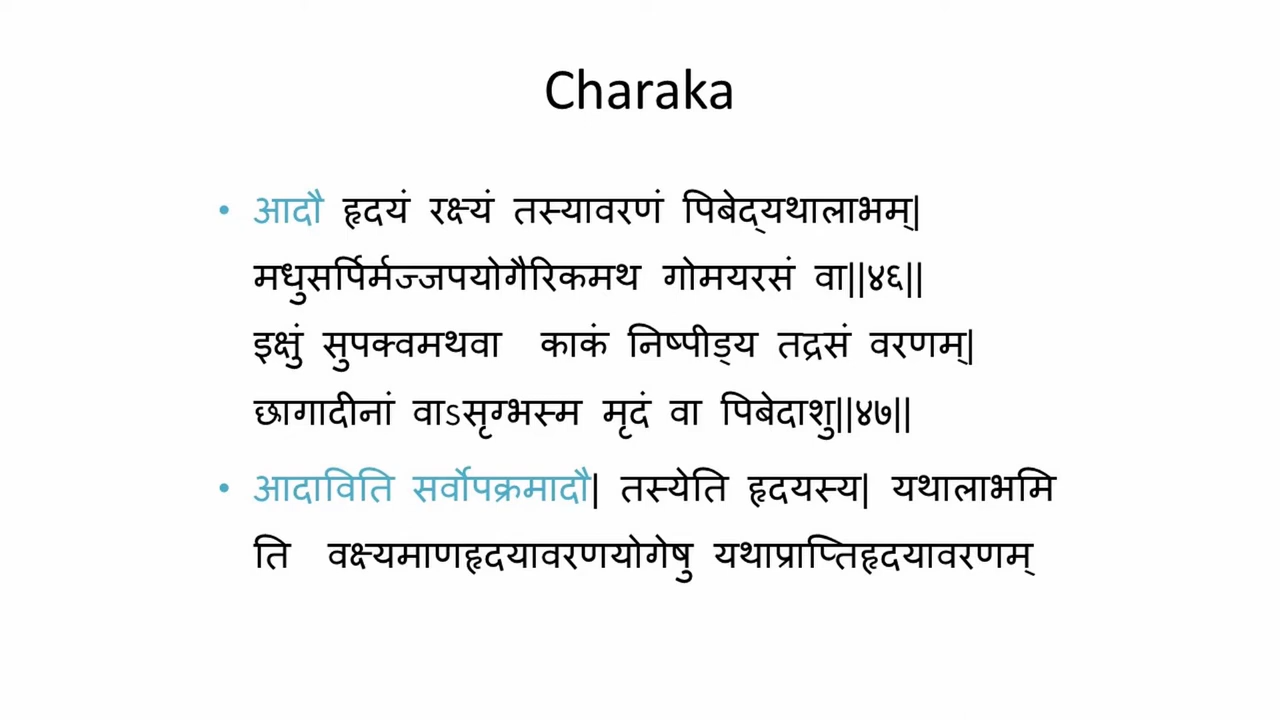 Charaka
• आदौ हृदयं रक्ष्यं तस्यावरणं पिबेद्यथालाभम्|
मधुसर्पिर्मज्जपयोगैरिकमथ गोमयरसं वा||४६||
इक्षुं सुपक्वमथवा काकं निष्पीड्य तद्रसं वरणम्|
छागादीनां वाऽसृग्भस्म मृदं वा पिबेदाशु||४७||
• आदाविति सर्वोपक्रमादौ| तस्येति हृदयस्य| यथालाभमि
ति वक्ष्यमाणहृदयावरणयोगेषु यथाप्राप्तिहृदयावरणम्